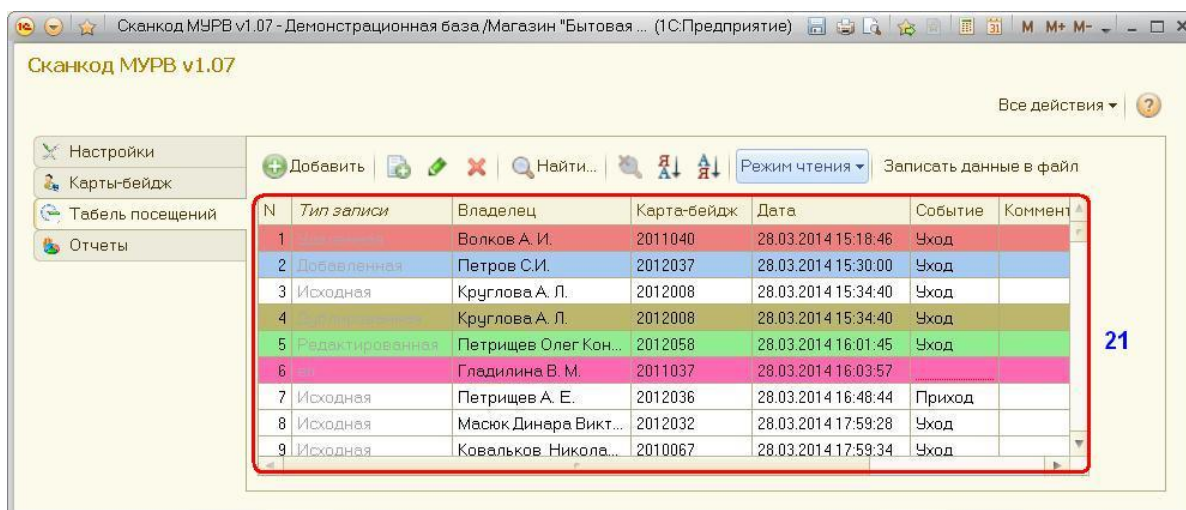 Сканкод МУРВ v1.07 - Демонстрационная база /Магазин "Бытовая ... (1С:Предприятие) M M+ M-
Сканкод МУРВ v1.07
Все действия
Настройки
Карты-бейдж
Табель посещений
Отчеты
Добавить Найти... Режим чтения Записать данные в файл
N Тип записи Владелец Карта-бейдж Дата Событие Коммент
1 Волков А. И. 2011040 28.03.2014 15:18:46 Уход
2 Добавленная Петров С.И. 2012037 28.03.2014 15:30:00 Уход
3 Исходная Круглова А. Л. 2012008 28.03.2014 15:34:40 Уход
4 Круглова А. Л. 2012008 28.03.2014 15:34:40 Уход
5 Редактированная Петрищев Олег Кон... 2012058 28.03.2014 16:01:45 Уход
6 Гладилина В. М. 2011037 28.03.2014 16:03:57
7 Исходная Петрищев А. Е. 2012036 28.03.2014 16:48:44 Приход
8 Исходная Масюк Динара Викт... 2012032 28.03.2014 17:59:28 Уход
9 Исходная Ковальков Никола... 2010067 28.03.2014 17:59:34 Уход
21